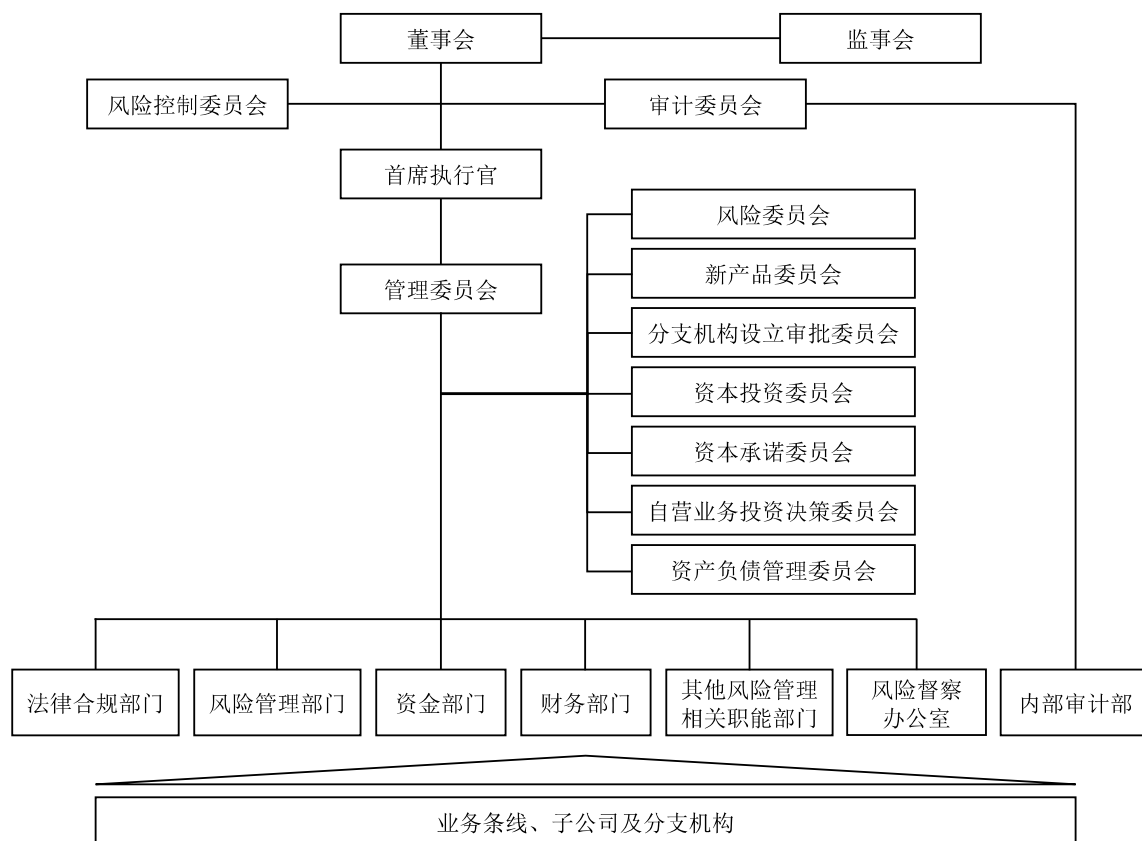 董事会
监事会
风险控制委员会
审计委员会
首席执行官
风险委员会
新产品委员会
管理委员会
分支机构设立审批委员会
资本投资委员会
资本承诺委员会
自营业务投资决策委员会
资产负债管理委员会
法律合规部门
风险管理部门
资金部门
财务部门
其他风险管理
相关职能部门
风险督察
办公室
内部审计部
业务条线、子公司及分支机构